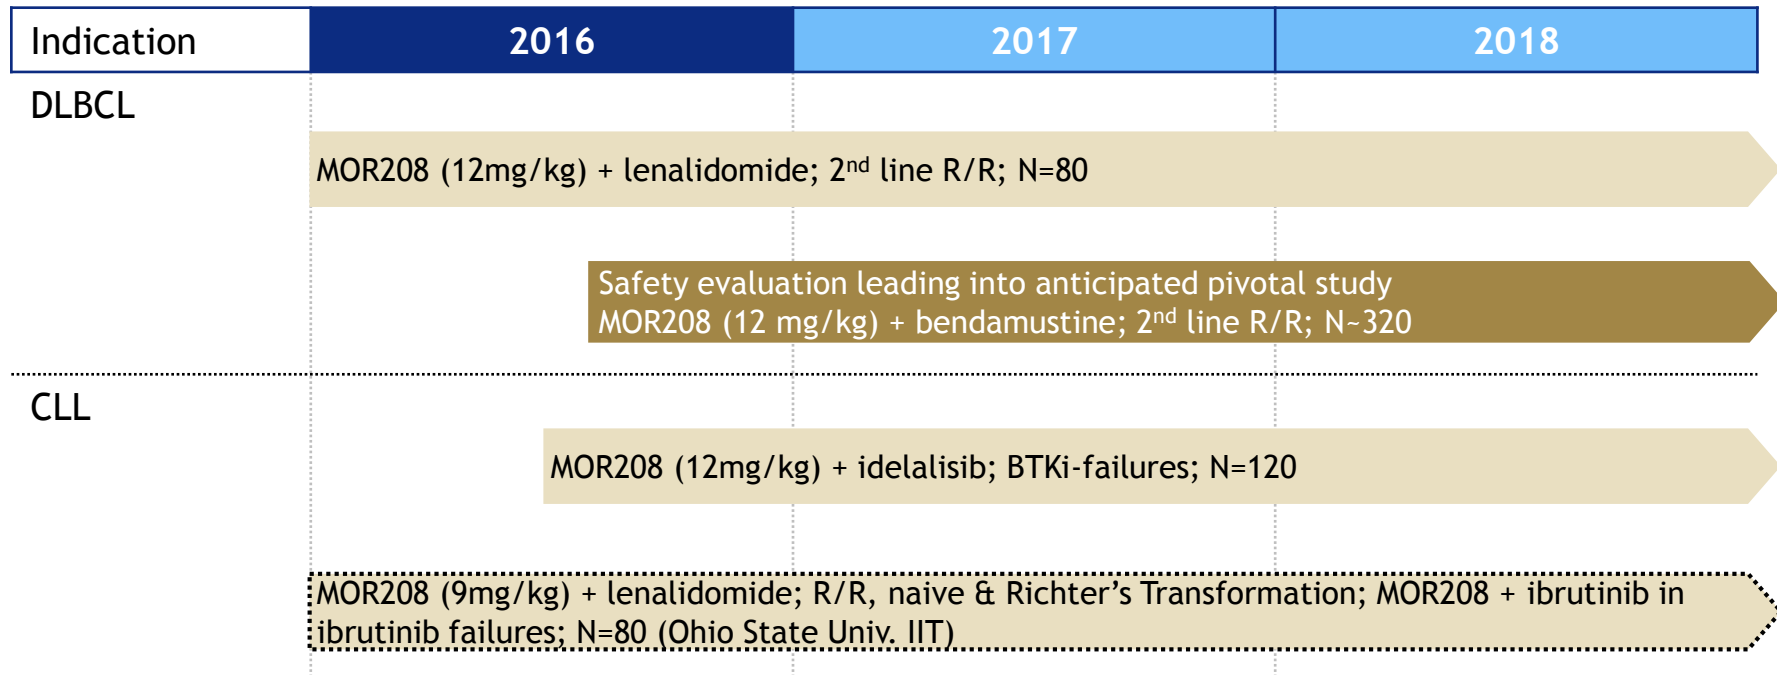 Indication 2016 2017 2018
DLBCL
MOR208 (12mg/kg) + lenalidomide; 2nd line R/R; N=80
Safety evaluation leading into anticipated pivotal study
MOR208 (12 mg/kg) + bendamustine; 2nd line R/R; N~320
CLL
MOR208 (12mg/kg) + idelalisib; BTKi-failures; N=120
MOR208 (9mg/kg) + lenalidomide; R/R, naive & Richter’s Transformation; MOR208 + ibrutinib in
ibrutinib failures; N=80 (Ohio State Univ. IIT)